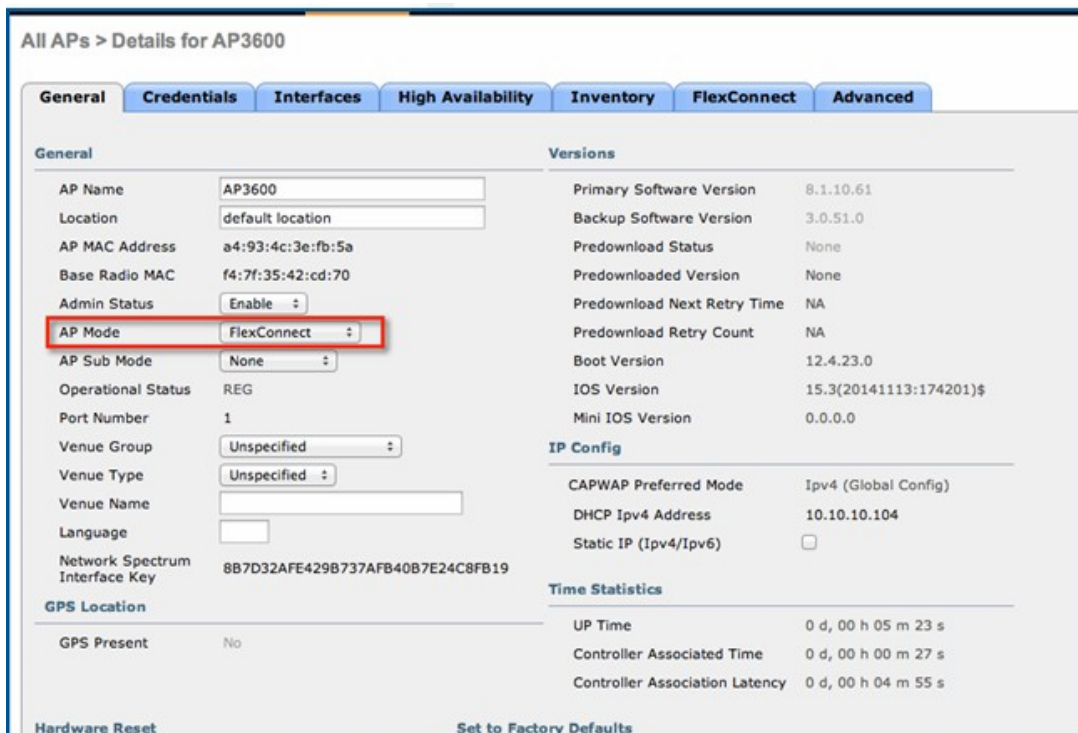 All APs > Details for AP3600
General Credentials Interfaces High Availability Inventory FlexConnect Advanced
General
AP Name AP3600
Location default location
AP MAC Address a4:93:4c:3e:fb:5a
Base Radio MAC f4:7f:35:42:cd:70
Admin Status Enable
AP Mode FlexConnect
AP Sub Mode None
Operational Status REG
Port Number 1
Venue Group Unspecified
Venue Type Unspecified
Venue Name
Language
Network Spectrum
Interface Key 8B7D32AFE429B737AFB40B7E24C8FB19
GPS Location
GPS Present No
Hardware Reset
Versions
Primary Software Version 8.1.10.61
Backup Software Version 3.0.51.0
Predownload Status None
Predownloaded Version None
Predownload Next Retry Time NA
Predownload Retry Count NA
Boot Version 12.4.23.0
IOS Version 15.3(20141113:174201)$
Mini IOS Version 0.0.0.0
IP Config
CAPWAP Preferred Mode Ipv4 (Global Config)
DHCP Ipv4 Address 10.10.10.104
Static IP (Ipv4/Ipv6)
Time Statistics
UP Time 0 d, 00 h 05 m 23 s
Controller Associated Time 0 d, 00 h 00 m 27 s
Controller Association Latency 0 d, 00 h 04 m 55 s
Set to Factory Defaults